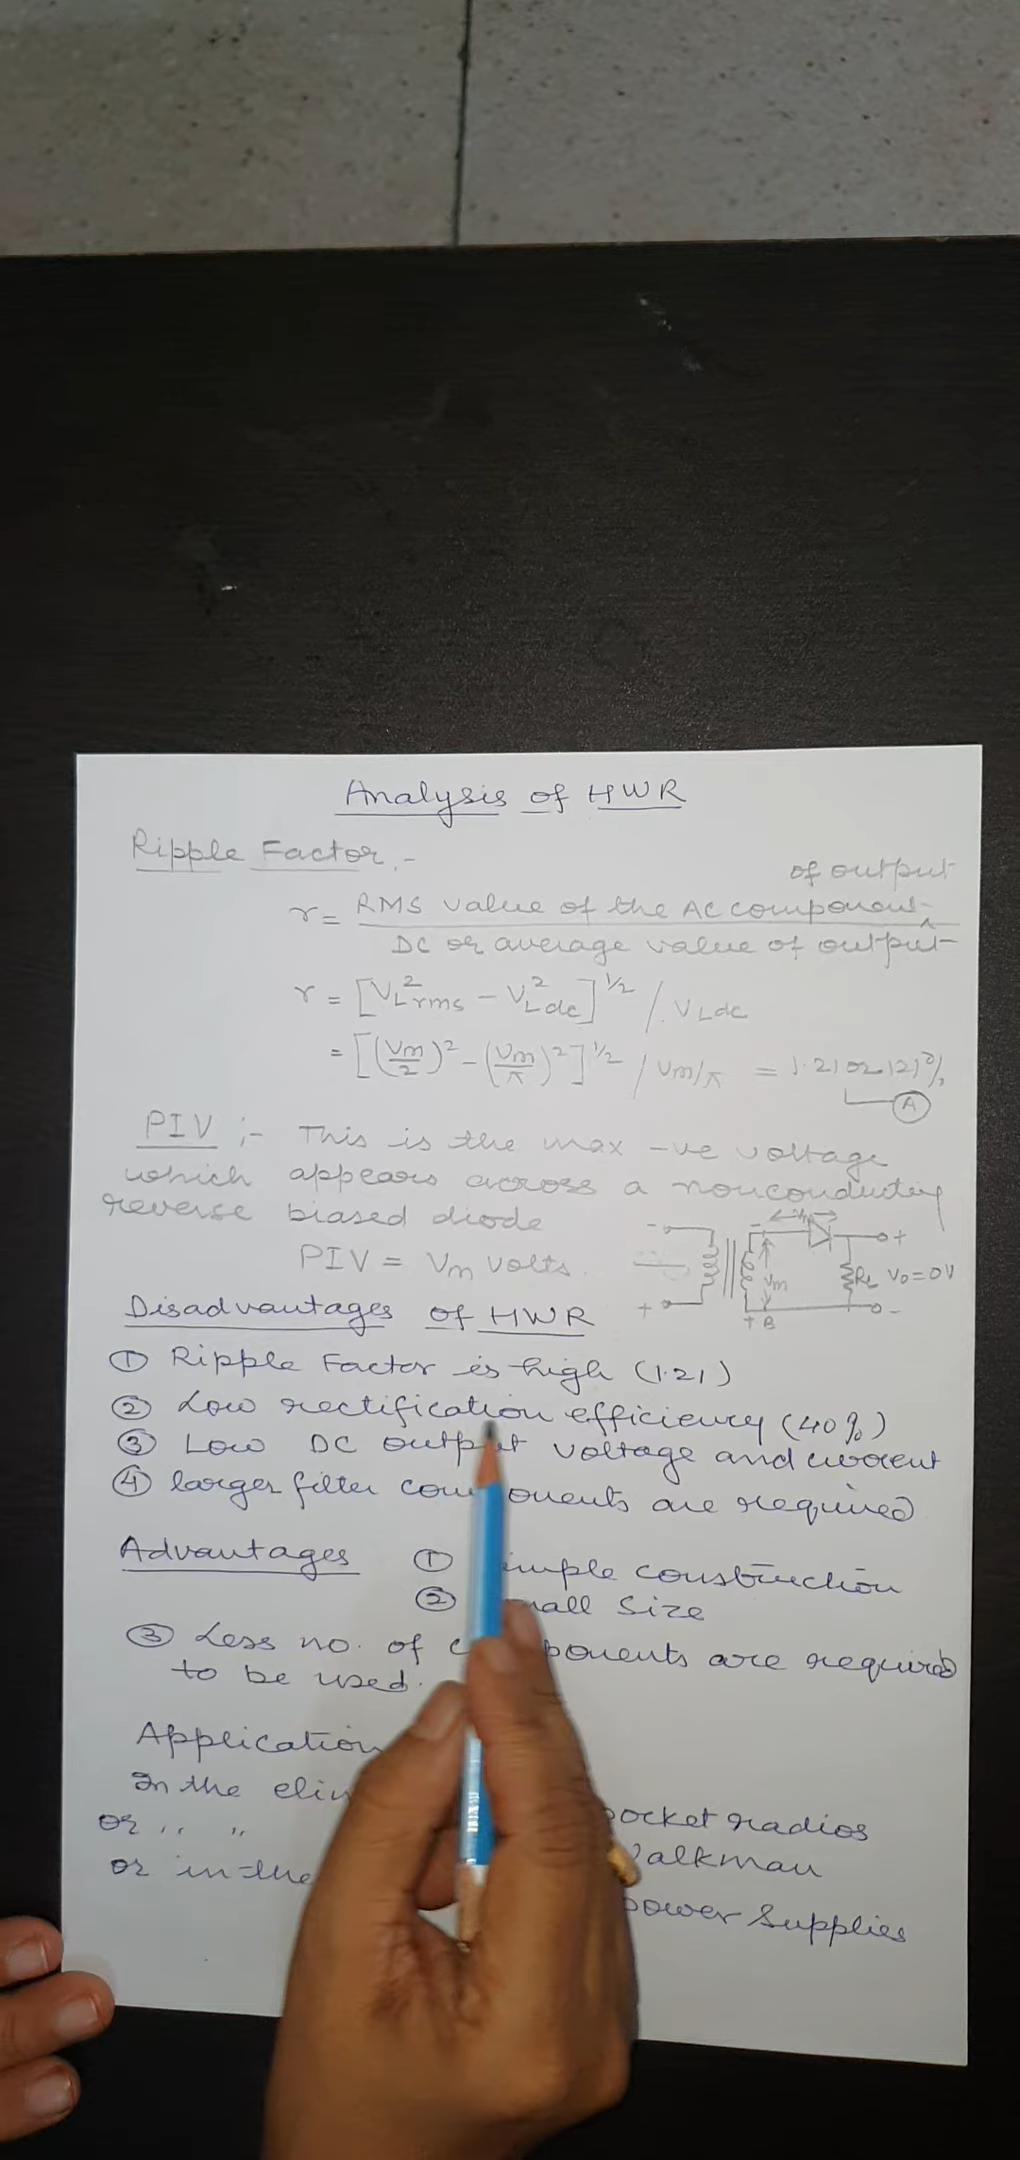 Analysis of HWR
Ripple Factor :-
of output
r = RMS value of the AC component ^
DC or average value of output
r = [V²Lrms - V²Ldc]^1/2 / VLdc
= [(Vm/2)² - (Vm/π)²]^1/2 / Vm/π = 1.21 or 121%
A
PIV :- This is the max -ve voltage
which appears across a nonconducting
reverse biased diode
PIV = Vm volts.
- - Vm +
+ Vm RL Vo = 0V
+ B -
Disadvantages of HWR
① Ripple Factor is high (1.21)
② Low rectification efficiency (40%)
③ Low DC output voltage and current
④ larger filter components are required
Advantages ① Simple construction
② Small Size
③ Less no. of components are required
to be used.
Application
In the pocket radios
or ,, ,, Walkman
or in the power Supplies